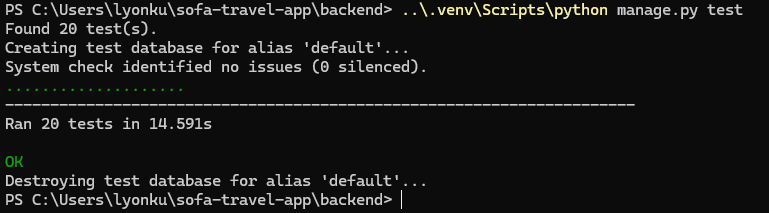 PS C:\Users\lyonku\sofa-travel-app\backend> ..\.venv\Scripts\python manage.py test
Found 20 test(s).
Creating test database for alias 'default'...
System check identified no issues (0 silenced).
....................
----------------------------------------------------------------------
Ran 20 tests in 14.591s
OK
Destroying test database for alias 'default'...
PS C:\Users\lyonku\sofa-travel-app\backend>